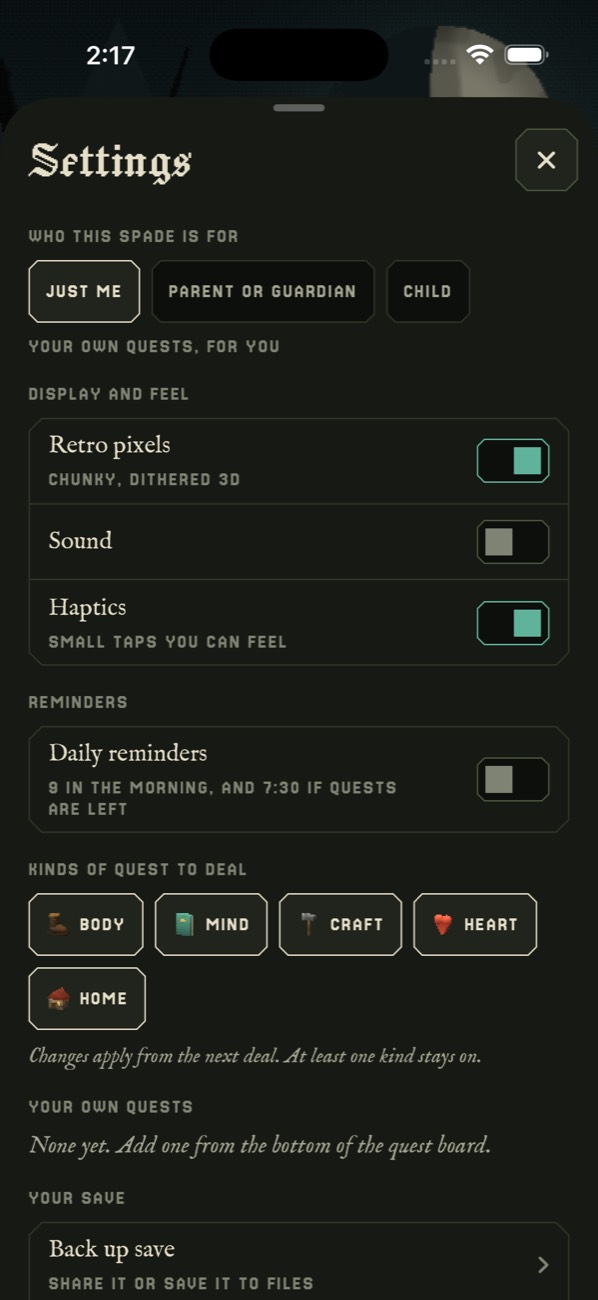 2:17
Settings
WHO THIS SPADE IS FOR
JUST ME
PARENT OR GUARDIAN
CHILD
YOUR OWN QUESTS, FOR YOU
DISPLAY AND FEEL
Retro pixels
CHUNKY, DITHERED 3D
Sound
Haptics
SMALL TAPS YOU CAN FEEL
REMINDERS
Daily reminders
9 IN THE MORNING, AND 7:30 IF QUESTS
ARE LEFT
KINDS OF QUEST TO DEAL
BODY
MIND
CRAFT
HEART
HOME
Changes apply from the next deal. At least one kind stays on.
YOUR OWN QUESTS
None yet. Add one from the bottom of the quest board.
YOUR SAVE
Back up save
SHARE IT OR SAVE IT TO FILES